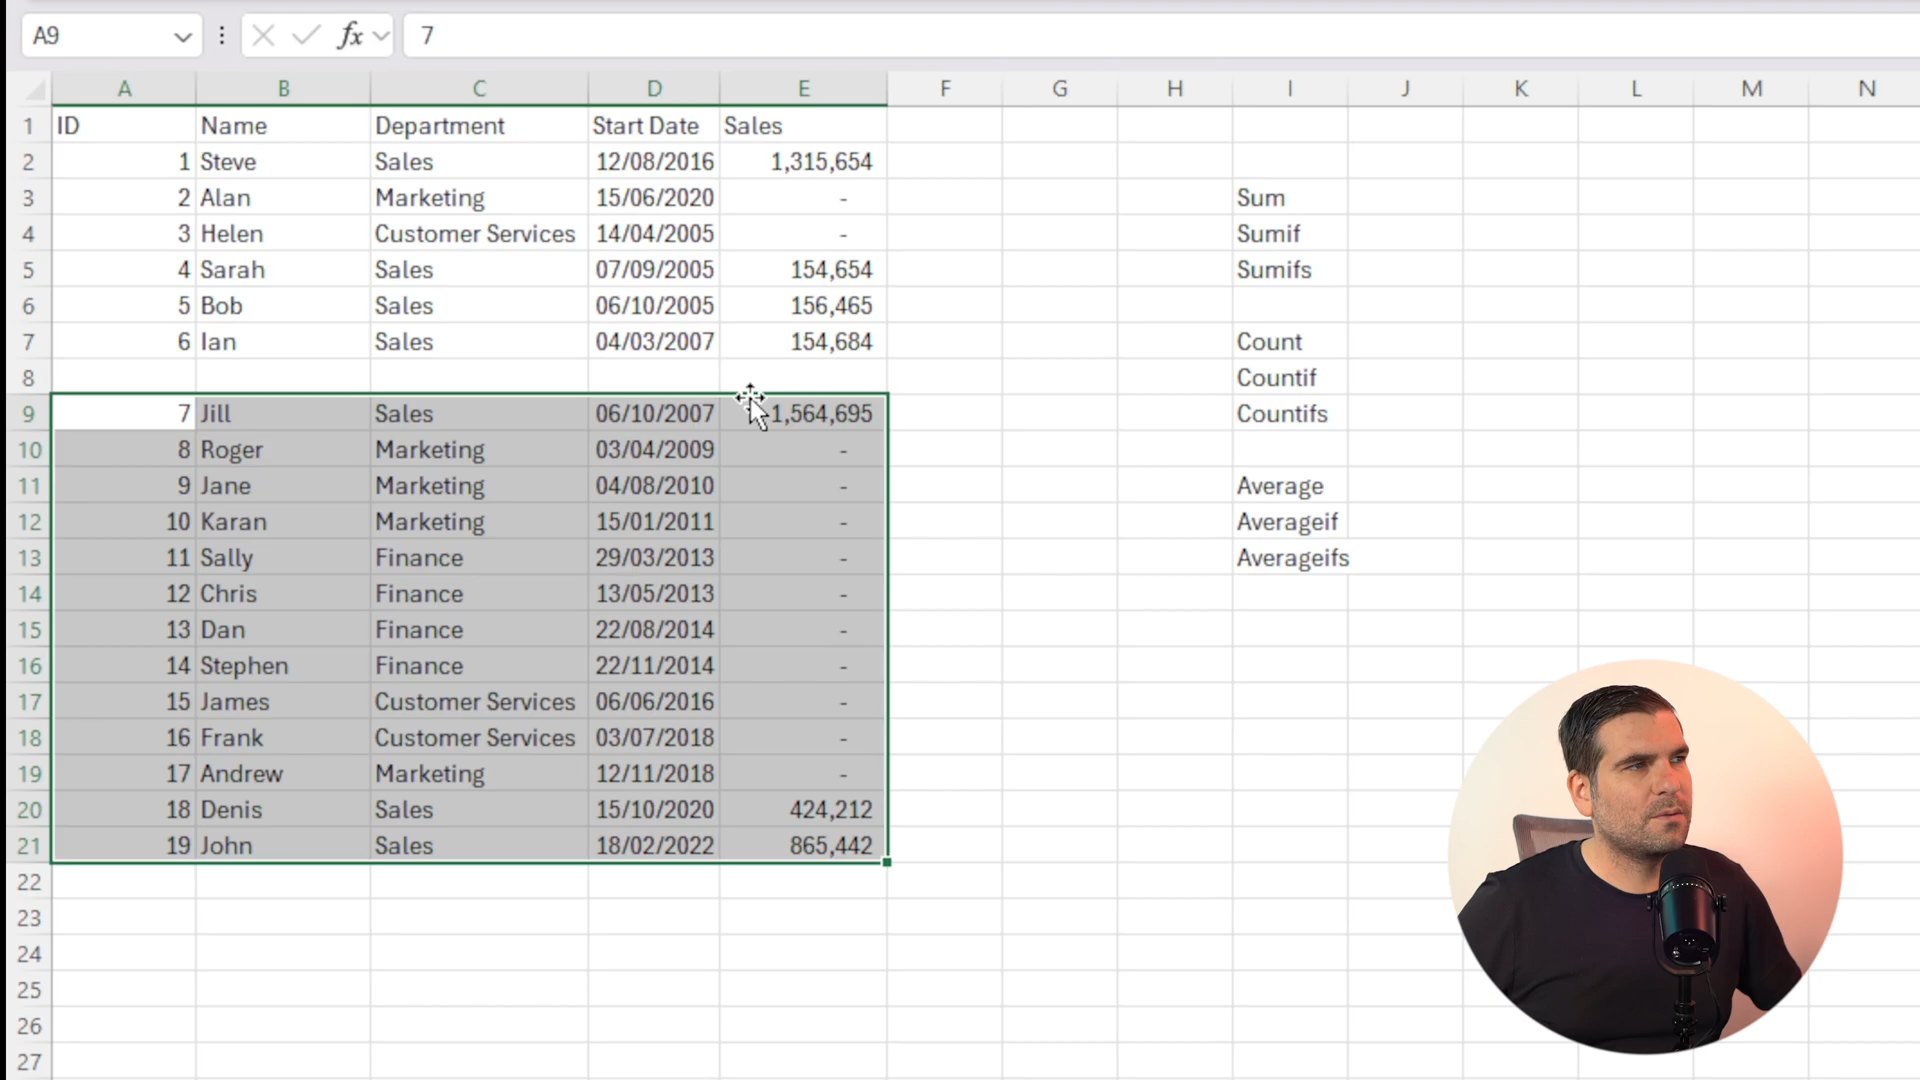 A9 fx 7
A B C D E F G H I J K L M N
1 ID Name Department Start Date Sales
2 1 Steve Sales 12/08/2016 1,315,654
3 2 Alan Marketing 15/06/2020 - Sum
4 3 Helen Customer Services 14/04/2005 - Sumif
5 4 Sarah Sales 07/09/2005 154,654 Sumifs
6 5 Bob Sales 06/10/2005 156,465
7 6 Ian Sales 04/03/2007 154,684 Count
8 Countif
9 7 Jill Sales 06/10/2007 1,564,695 Countifs
10 8 Roger Marketing 03/04/2009 -
11 9 Jane Marketing 04/08/2010 - Average
12 10 Karan Marketing 15/01/2011 - Averageif
13 11 Sally Finance 29/03/2013 - Averageifs
14 12 Chris Finance 13/05/2013 -
15 13 Dan Finance 22/08/2014 -
16 14 Stephen Finance 22/11/2014 -
17 15 James Customer Services 06/06/2016 -
18 16 Frank Customer Services 03/07/2018 -
19 17 Andrew Marketing 12/11/2018 -
20 18 Denis Sales 15/10/2020 424,212
21 19 John Sales 18/02/2022 865,442
22
23
24
25
26
27